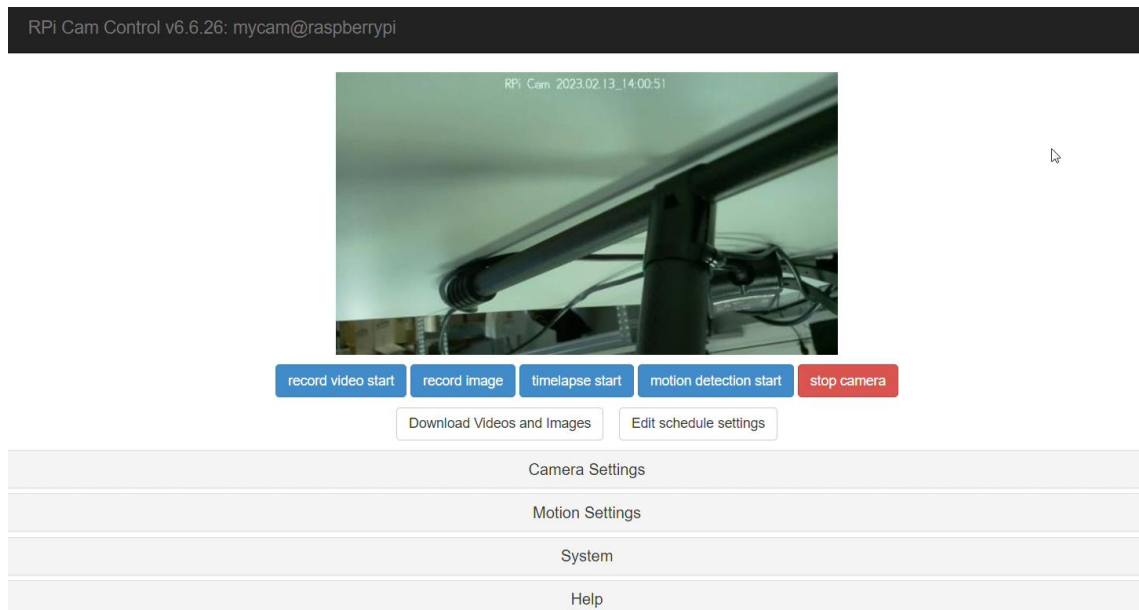 RPi Cam Control v6.6.26: mycam@raspberrypi
RPi Cam 2023.02.13_14:00:51
record video start record image timelapse start motion detection start stop camera
Download Videos and Images Edit schedule settings
Camera Settings
Motion Settings
System
Help